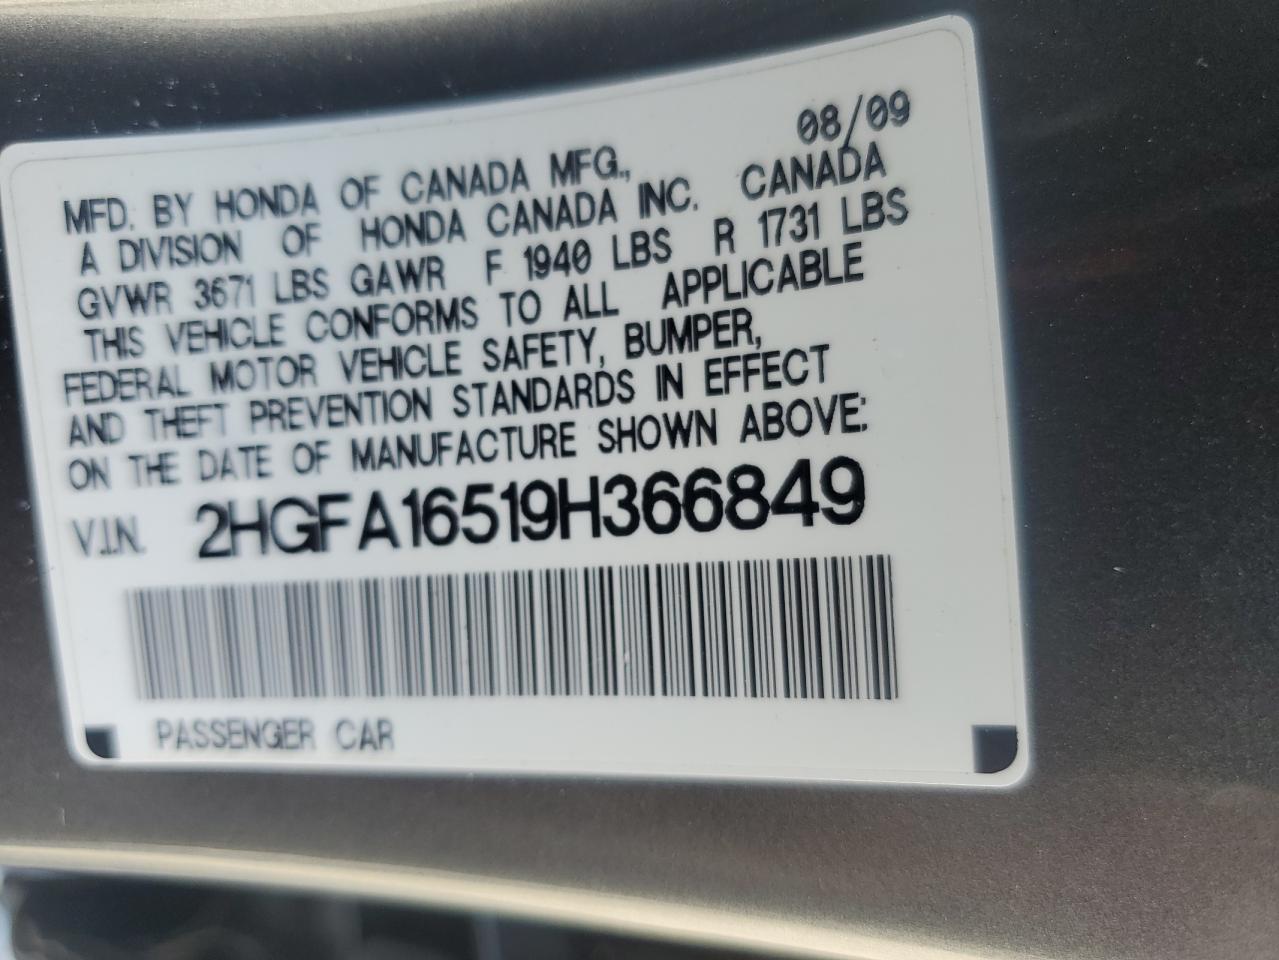 08/09
MFD. BY HONDA OF CANADA MFG.,
A DIVISION OF HONDA CANADA INC. CANADA
GVWR 3671 LBS GAWR F 1940 LBS R 1731 LBS
THIS VEHICLE CONFORMS TO ALL APPLICABLE
FEDERAL MOTOR VEHICLE SAFETY, BUMPER,
AND THEFT PREVENTION STANDARDS IN EFFECT
ON THE DATE OF MANUFACTURE SHOWN ABOVE:
V.I.N. 2HGFA16519H366849
PASSENGER CAR